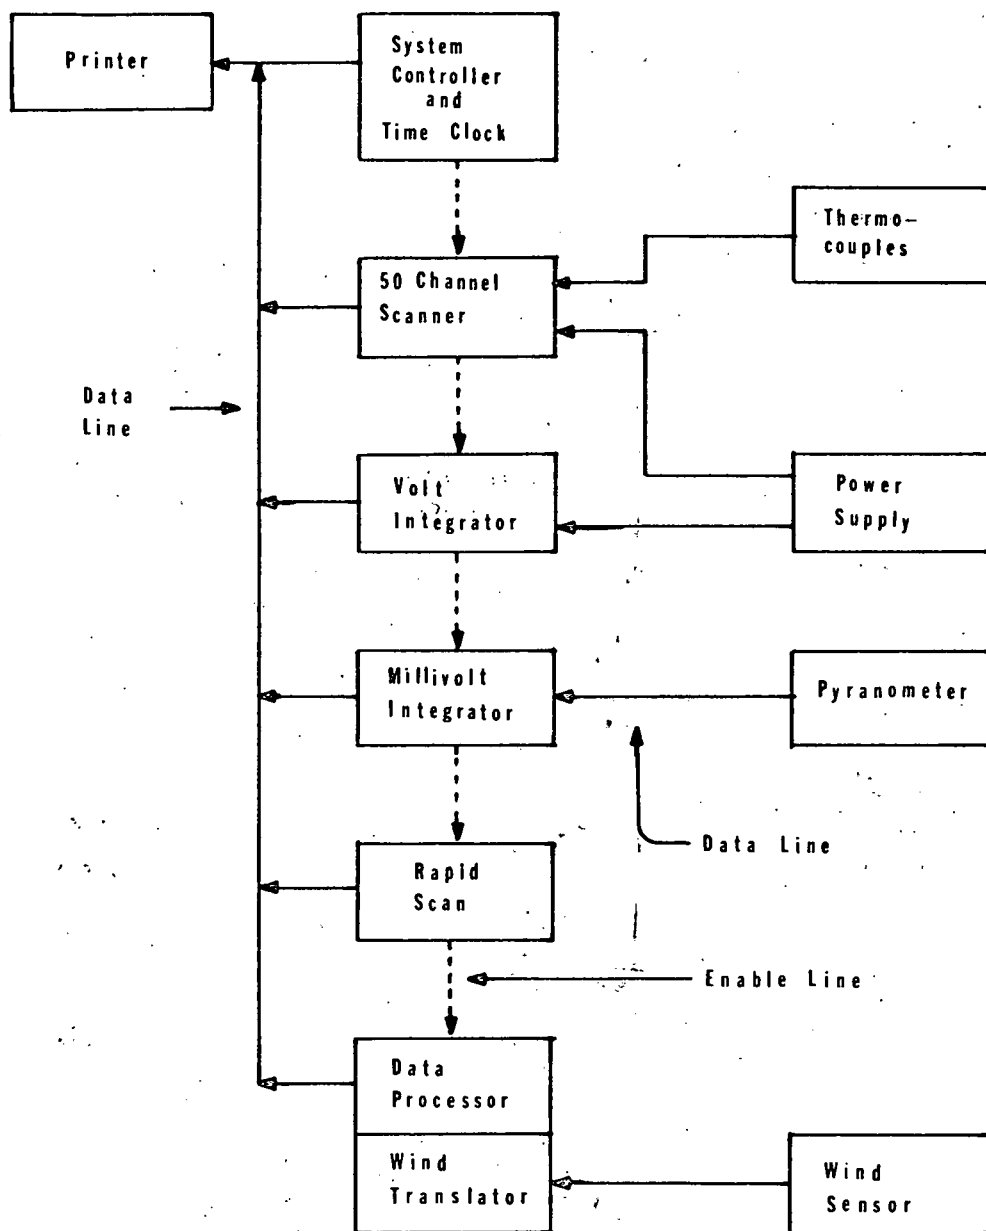 Printer
System
Controller
and
Time Clock
Thermo-
couples
50 Channel
Scanner
Data
Line
Volt
Integrator
Power
Supply
Millivolt
Integrator
Pyranometer
Data Line
Rapid
Scan
Enable Line
Data
Processor
Wind
Translator
Wind
Sensor